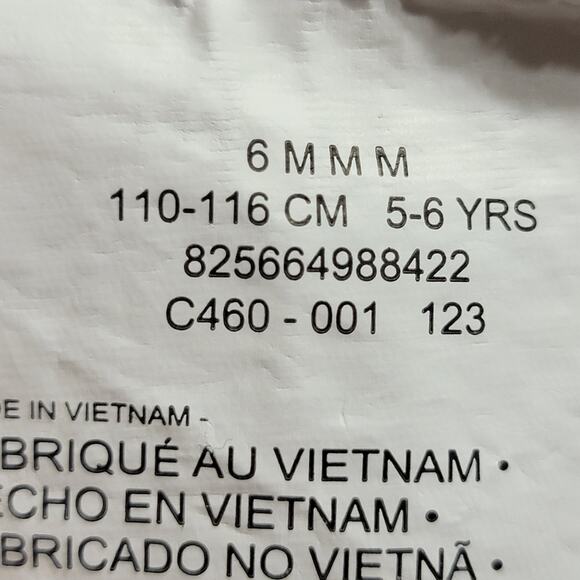 6 M M M
110-116 CM 5-6 YRS
825664988422
C460 - 001 123
DE IN VIETNAM -
BRIQUÉ AU VIETNAM •
ECHO EN VIETNAM •
BRICADO NO VIETNÃ •